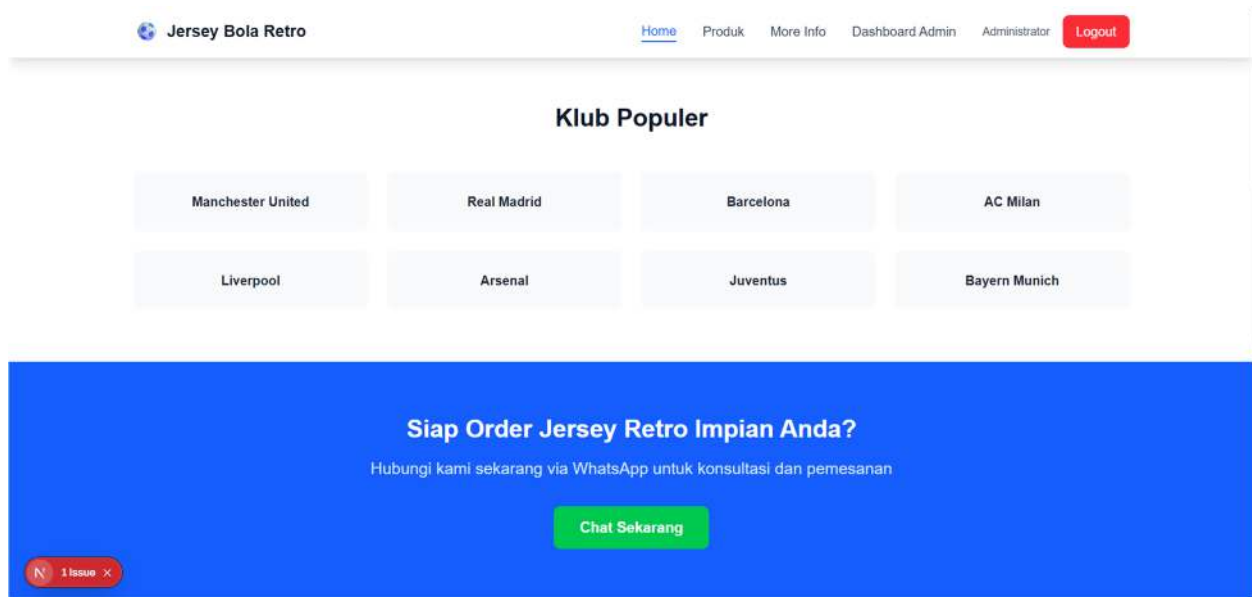 Jersey Bola Retro
Home Produk More Info Dashboard Admin Administrator Logout
Klub Populer
Manchester United Real Madrid Barcelona AC Milan
Liverpool Arsenal Juventus Bayern Munich
Siap Order Jersey Retro Impian Anda?
Hubungi kami sekarang via WhatsApp untuk konsultasi dan pemesanan
Chat Sekarang
N 1 Issue ×